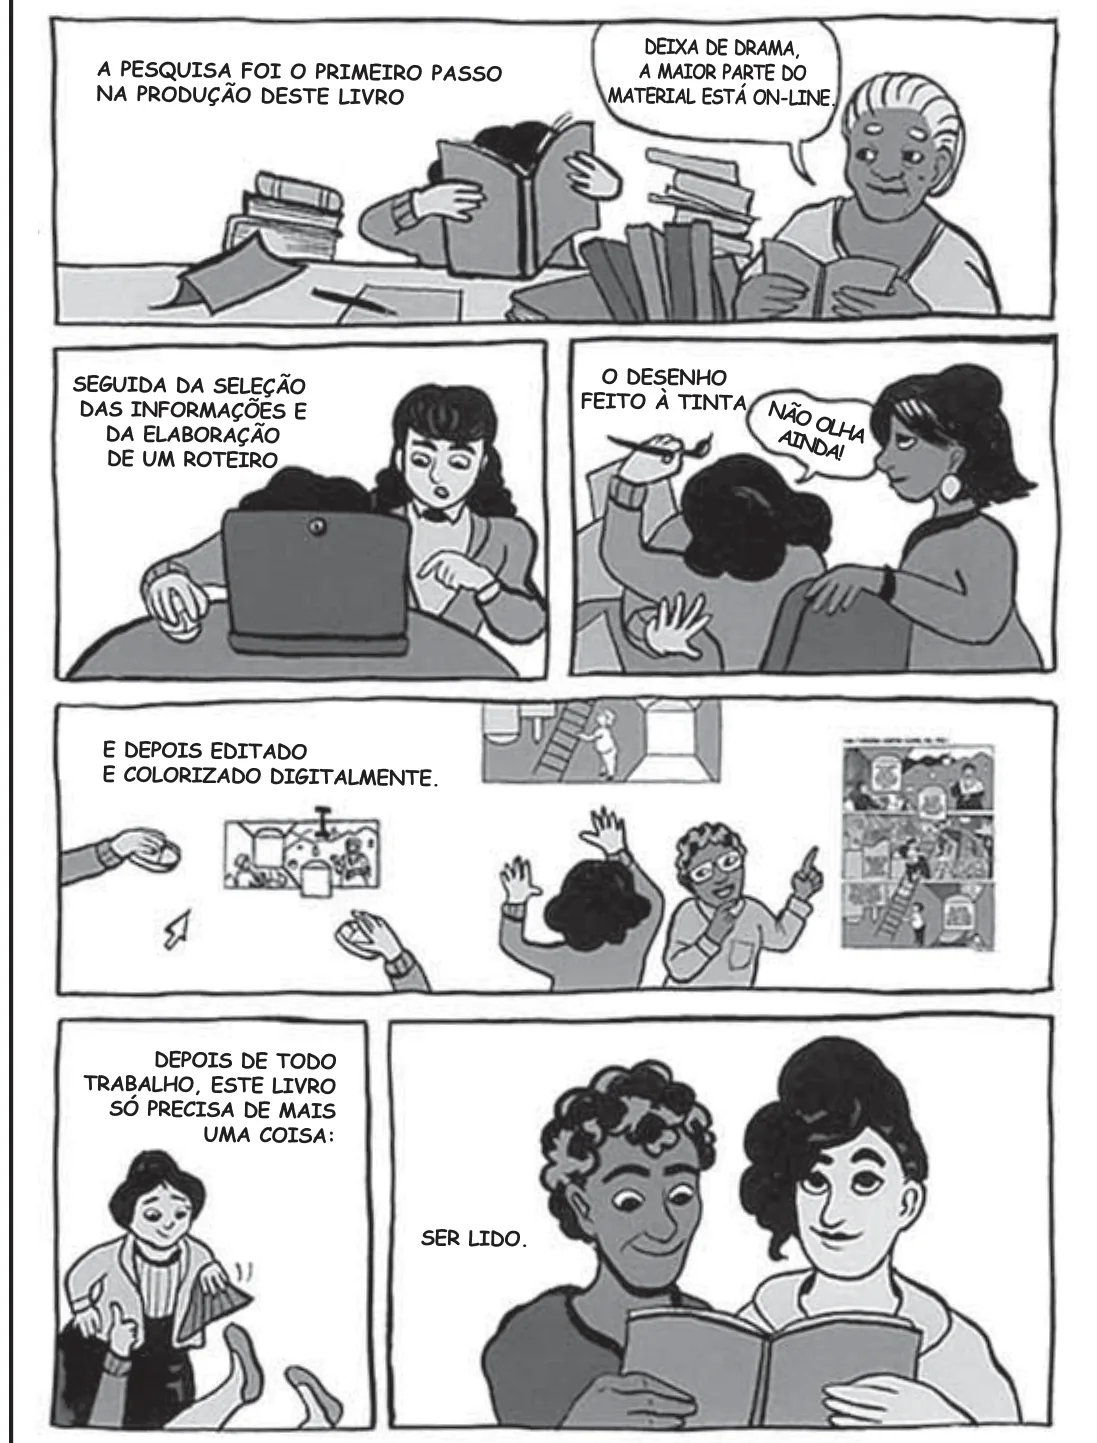 A PESQUISA FOI O PRIMEIRO PASSO
NA PRODUÇÃO DESTE LIVRO
DEIXA DE DRAMA,
A MAIOR PARTE DO
MATERIAL ESTÁ ON-LINE.
SEGUIDA DA SELEÇÃO
DAS INFORMAÇÕES E
DA ELABORAÇÃO
DE UM ROTEIRO
O DESENHO
FEITO À TINTA
NÃO OLHA
AINDA!
E DEPOIS EDITADO
E COLORIZADO DIGITALMENTE.
DEPOIS DE TODO
TRABALHO, ESTE LIVRO
SÓ PRECISA DE MAIS
UMA COISA:
SER LIDO.